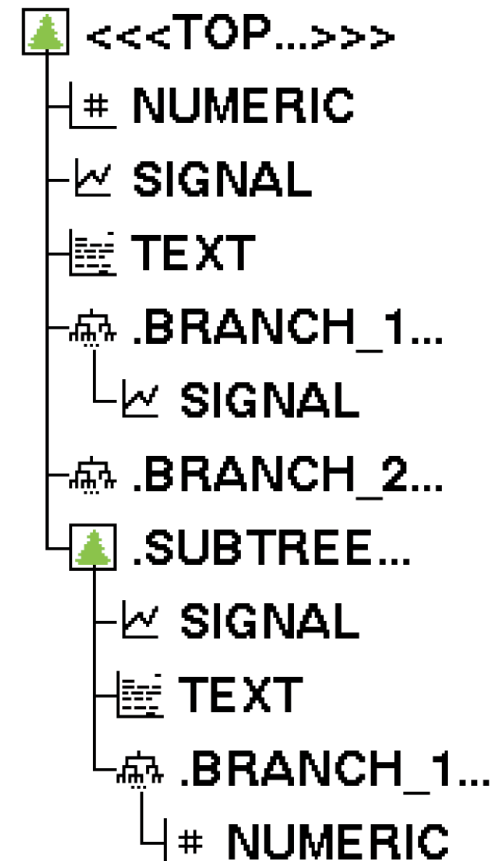 <<<TOP...>>>
# NUMERIC
SIGNAL
TEXT
.BRANCH_1...
SIGNAL
.BRANCH_2...
.SUBTREE...
SIGNAL
TEXT
.BRANCH_1...
# NUMERIC